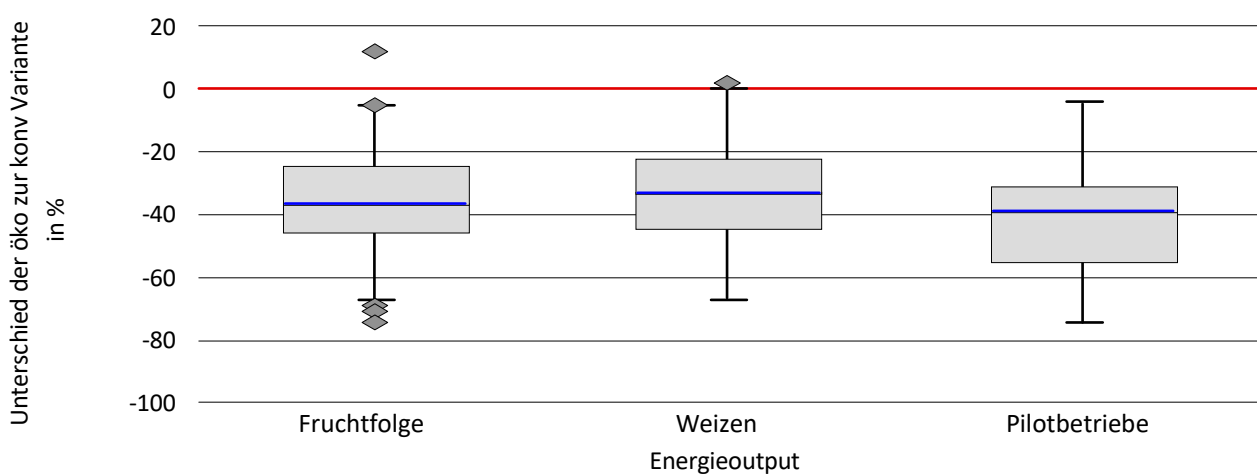 Unterschied der öko zur konv Variante
in %
20
0
-20
-40
-60
-80
-100
Fruchtfolge
Weizen
Pilotbetriebe
Energieoutput